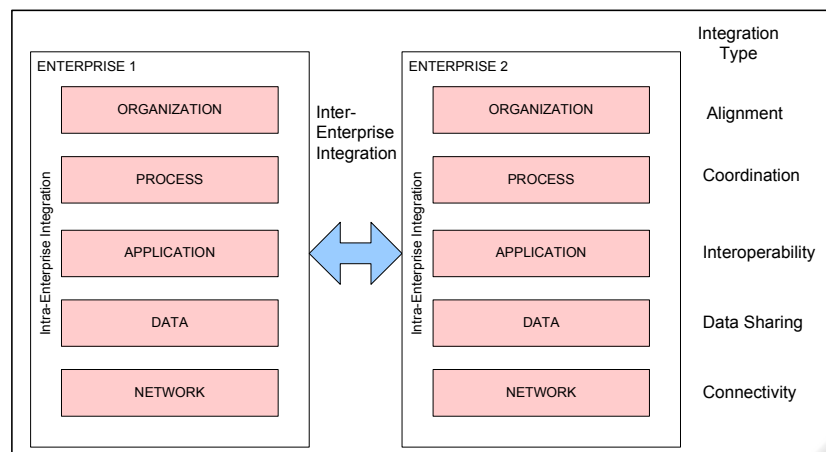 Integration
Type
ENTERPRISE 1
ORGANIZATION
PROCESS
APPLICATION
DATA
NETWORK
Intra-Enterprise Integration
Inter-
Enterprise
Integration
ENTERPRISE 2
ORGANIZATION
PROCESS
APPLICATION
DATA
NETWORK
Intra-Enterprise Integration
Alignment
Coordination
Interoperability
Data Sharing
Connectivity